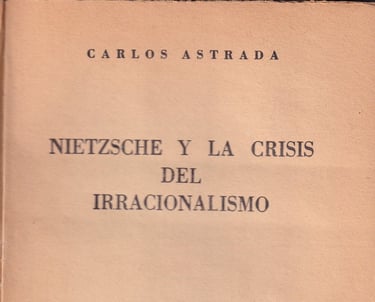 CARLOS ASTRADA
NIETZSCHE Y LA CRISIS
DEL
IRRACIONALISMO